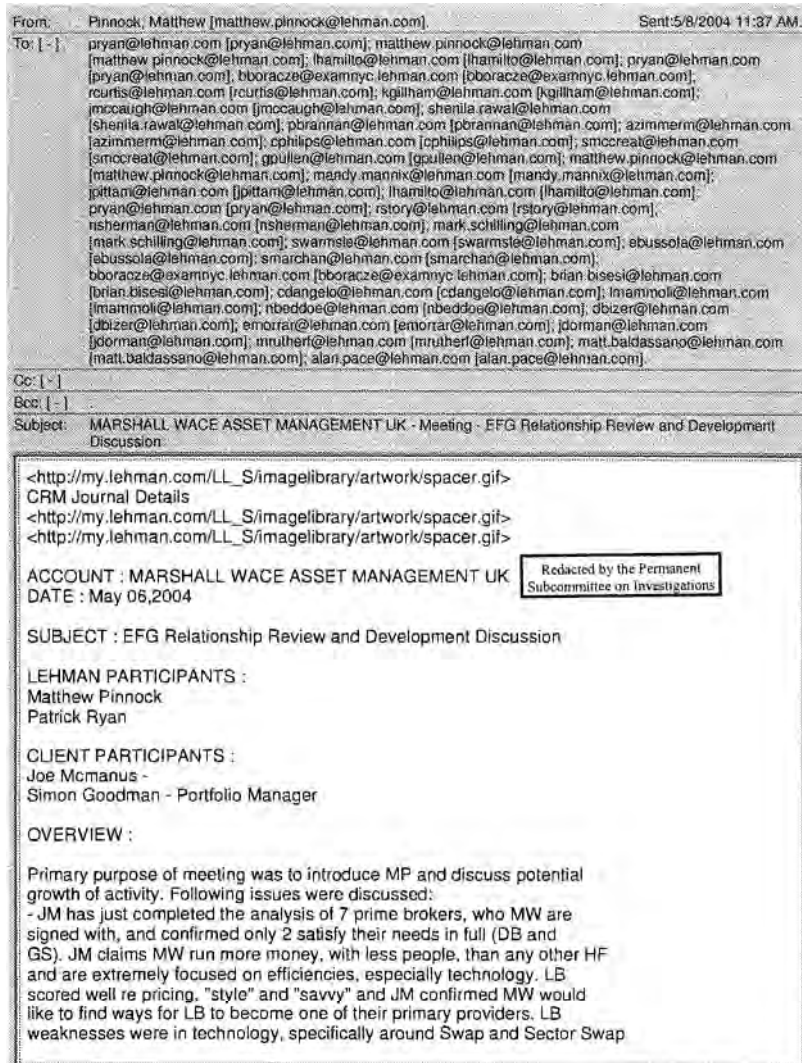 From: Pinnock, Matthew [matthew.pinnock@lehman.com]. Sent:5/8/2004 11:37 AM.
To: [ - ] pryan@lehman.com [pryan@lehman.com]; matthew.pinnock@lehman.com
[matthew.pinnock@lehman.com]; lhamilto@lehman.com [lhamilto@lehman.com]; pryan@lehman.com
[pryan@lehman.com]; bboracze@examnyc.lehman.com [bboracze@examnyc.lehman.com];
rcurtis@lehman.com [rcurtis@lehman.com]; kgillham@lehman.com [kgillham@lehman.com];
jmccaugh@lehman.com [jmccaugh@lehman.com]; shenila.rawal@lehman.com
[shenila.rawal@lehman.com]; pbrannan@lehman.com [pbrannan@lehman.com]; azimmerm@lehman.com
[azimmerm@lehman.com]; cphilips@lehman.com [cphilips@lehman.com]; smccreat@lehman.com
[smccreat@lehman.com]; gpullen@lehman.com [gpullen@lehman.com]; matthew.pinnock@lehman.com
[matthew.pinnock@lehman.com]; mandy.mannix@lehman.com [mandy.mannix@lehman.com];
jpittam@lehman.com [jpittam@lehman.com]; lhamilto@lehman.com [lhamilto@lehman.com];
pryan@lehman.com [pryan@lehman.com]; rstory@lehman.com [rstory@lehman.com];
nsherman@lehman.com [nsherman@lehman.com]; mark.schilling@lehman.com
[mark.schilling@lehman.com]; swarmsle@lehman.com [swarmsle@lehman.com]; ebussola@lehman.com
[ebussola@lehman.com]; smarchan@lehman.com [smarchan@lehman.com];
bboracze@examnyc.lehman.com [bboracze@examnyc.lehman.com]; brian.bisesi@lehman.com
[brian.bisesi@lehman.com]; cdangelo@lehman.com [cdangelo@lehman.com]; lmammoli@lehman.com
[lmammoli@lehman.com]; nbeddoe@lehman.com [nbeddoe@lehman.com]; dbizer@lehman.com
[dbizer@lehman.com]; emorrar@lehman.com [emorrar@lehman.com]; jdorman@lehman.com
[jdorman@lehman.com]; mrutherf@lehman.com [mrutherf@lehman.com]; matt.baldassano@lehman.com
[matt.baldassano@lehman.com]; alan.pace@lehman.com [alan.pace@lehman.com].
Cc: [ - ]
Bcc: [ - ]
Subject: MARSHALL WACE ASSET MANAGEMENT UK - Meeting - EFG Relationship Review and Development
Discussion
<http://my.lehman.com/LL_S/imagelibrary/artwork/spacer.gif>
CRM Journal Details
<http://my.lehman.com/LL_S/imagelibrary/artwork/spacer.gif>
<http://my.lehman.com/LL_S/imagelibrary/artwork/spacer.gif>
ACCOUNT : MARSHALL WACE ASSET MANAGEMENT UK
DATE : May 06,2004
Redacted by the Permanent
Subcommittee on Investigations
SUBJECT : EFG Relationship Review and Development Discussion
LEHMAN PARTICIPANTS :
Matthew Pinnock
Patrick Ryan
CLIENT PARTICIPANTS :
Joe Mcmanus -
Simon Goodman - Portfolio Manager
OVERVIEW :
Primary purpose of meeting was to introduce MP and discuss potential
growth of activity. Following issues were discussed:
- JM has just completed the analysis of 7 prime brokers, who MW are
signed with, and confirmed only 2 satisfy their needs in full (DB and
GS). JM claims MW run more money, with less people, than any other HF
and are extremely focused on efficiencies, especially technology. LB
scored well re pricing, "style" and "savvy" and JM confirmed MW would
like to find ways for LB to become one of their primary providers. LB
weaknesses were in technology, specifically around Swap and Sector Swap